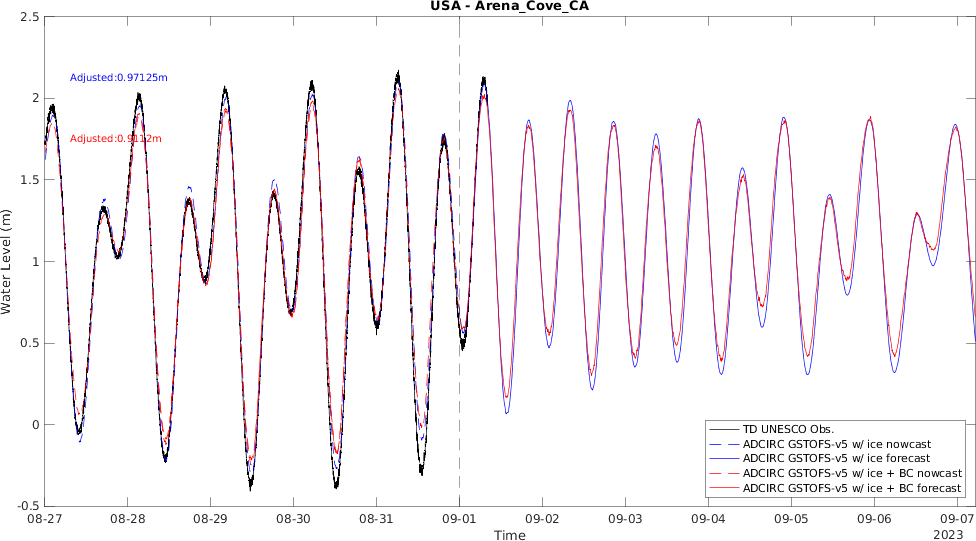 USA - Arena_Cove_CA
2.5
2
1.5
1
0.5
0
-0.5
Water Level (m)
Adjusted:0.97125m
Adjusted:0.9112m
TD UNESCO Obs.
ADCIRC GSTOFS-v5 w/ ice nowcast
ADCIRC GSTOFS-v5 w/ ice forecast
ADCIRC GSTOFS-v5 w/ ice + BC nowcast
ADCIRC GSTOFS-v5 w/ ice + BC forecast
08-27 08-28 08-29 08-30 08-31 09-01 09-02 09-03 09-04 09-05 09-06 09-07
2023
Time